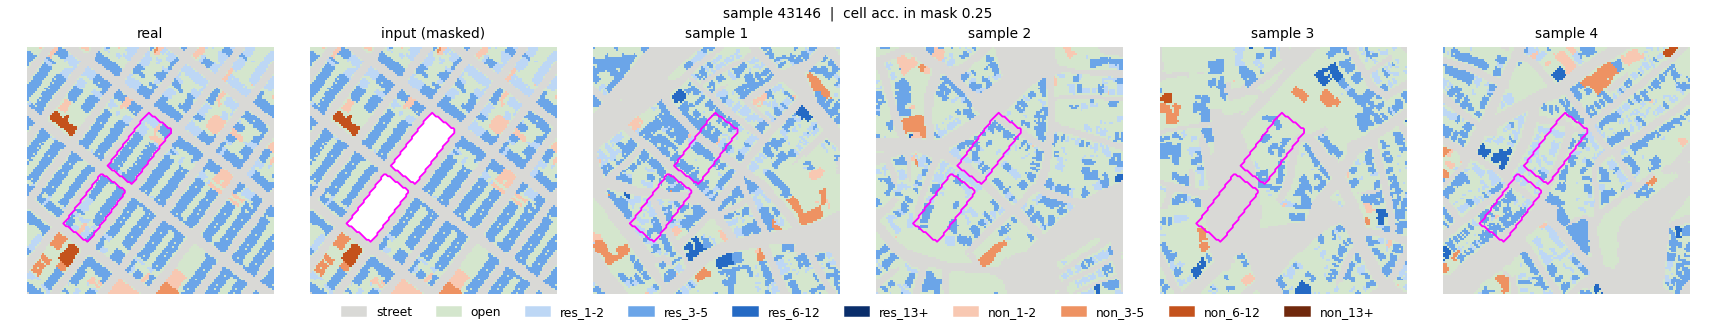 sample 43146  |  cell acc. in mask 0.25
real
input (masked)
sample 1
sample 2
sample 3
sample 4
street
open
res_1-2
res_3-5
res_6-12
res_13+
non_1-2
non_3-5
non_6-12
non_13+